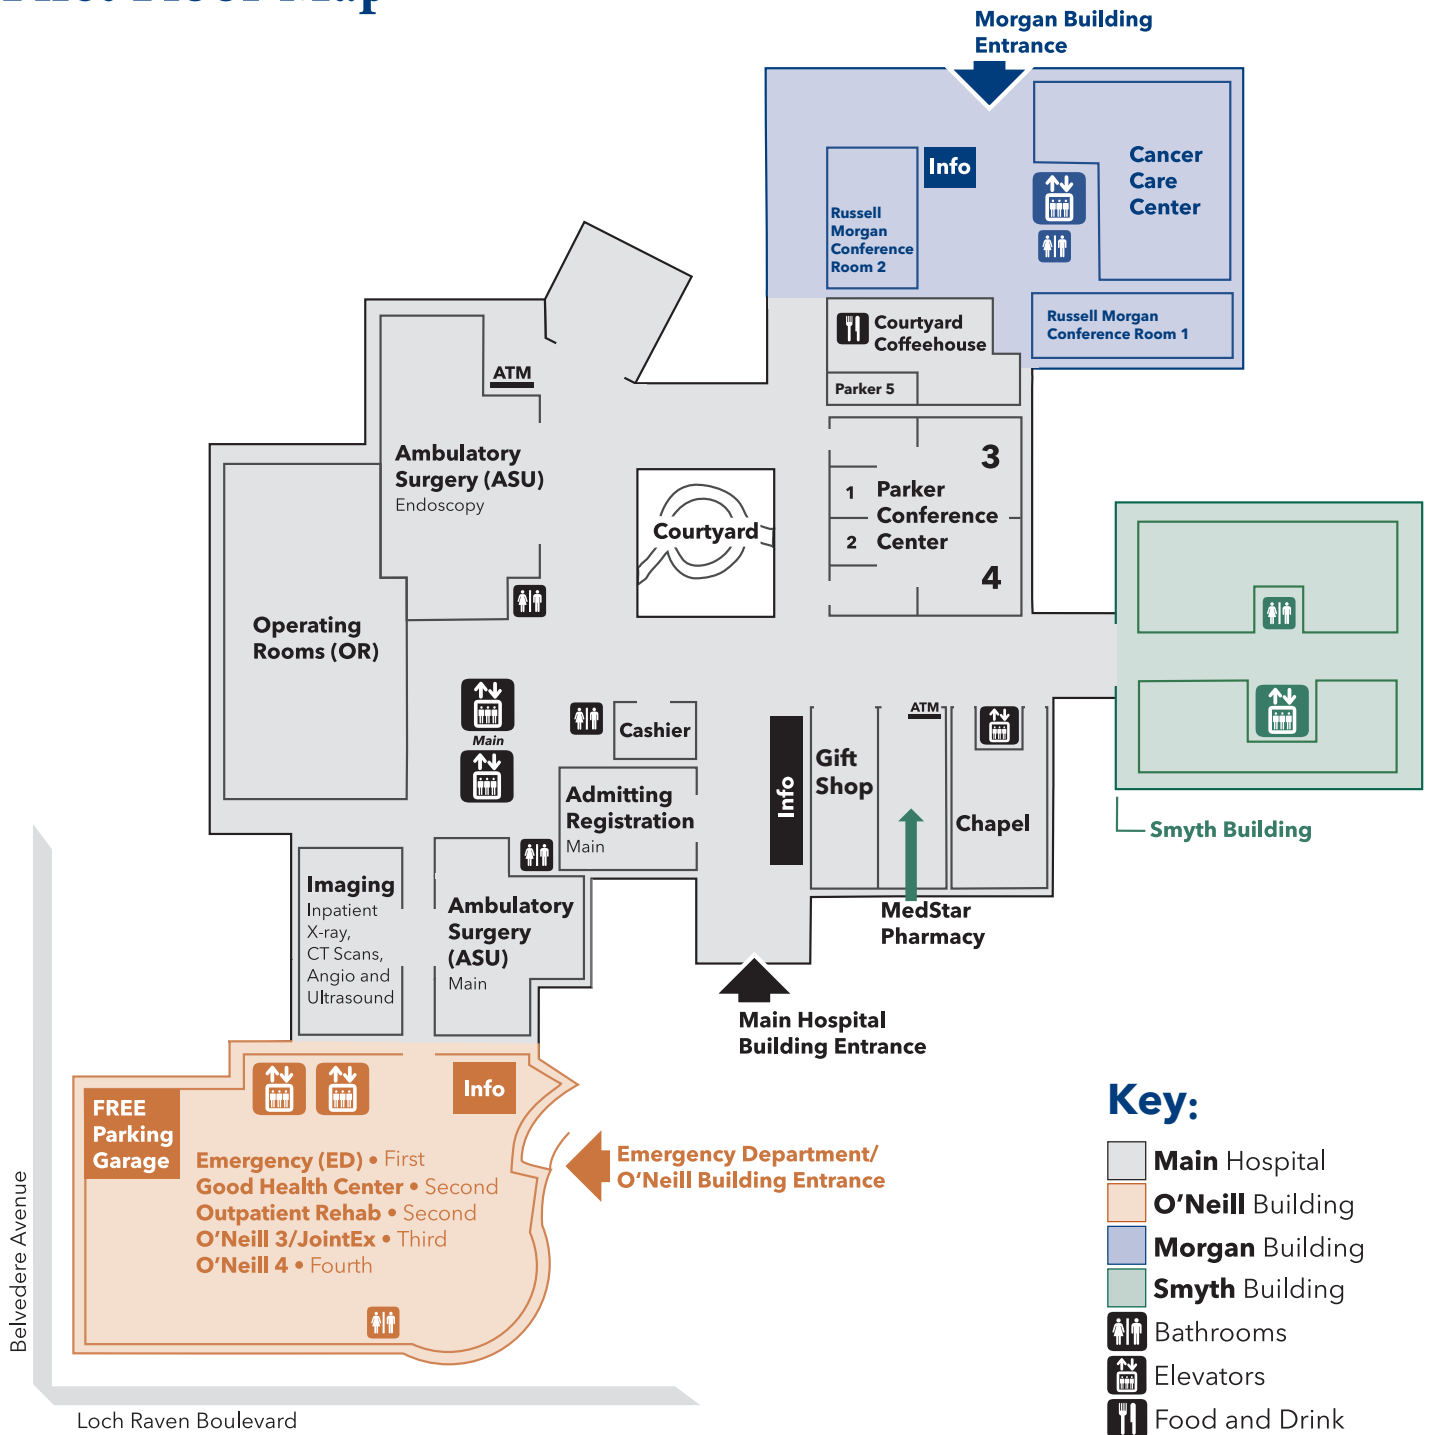 Morgan Building
Entrance
Info
Cancer
Care
Center
Russell
Morgan
Conference
Room 2
Russell Morgan
Conference Room 1
Courtyard
Coffeehouse
Parker 5
ATM
Ambulatory
Surgery (ASU)
Endoscopy
Courtyard
3
1
2
Parker
Conference
Center
4
Operating
Rooms (OR)
Main
Cashier
Admitting
Registration
Main
Info
Gift
Shop
ATM
Chapel
Smyth Building
MedStar
Pharmacy
Imaging
Inpatient
X-ray,
CT Scans,
Angio and
Ultrasound
Ambulatory
Surgery
(ASU)
Main
Main Hospital
Building Entrance
FREE
Parking
Garage
Info
Emergency (ED) • First
Good Health Center • Second
Outpatient Rehab • Second
O'Neill 3/JointEx • Third
O'Neill 4 • Fourth
Emergency Department/
O'Neill Building Entrance
Belvedere Avenue
Loch Raven Boulevard
Key:
Main Hospital
O'Neill Building
Morgan Building
Smyth Building
Bathrooms
Elevators
Food and Drink